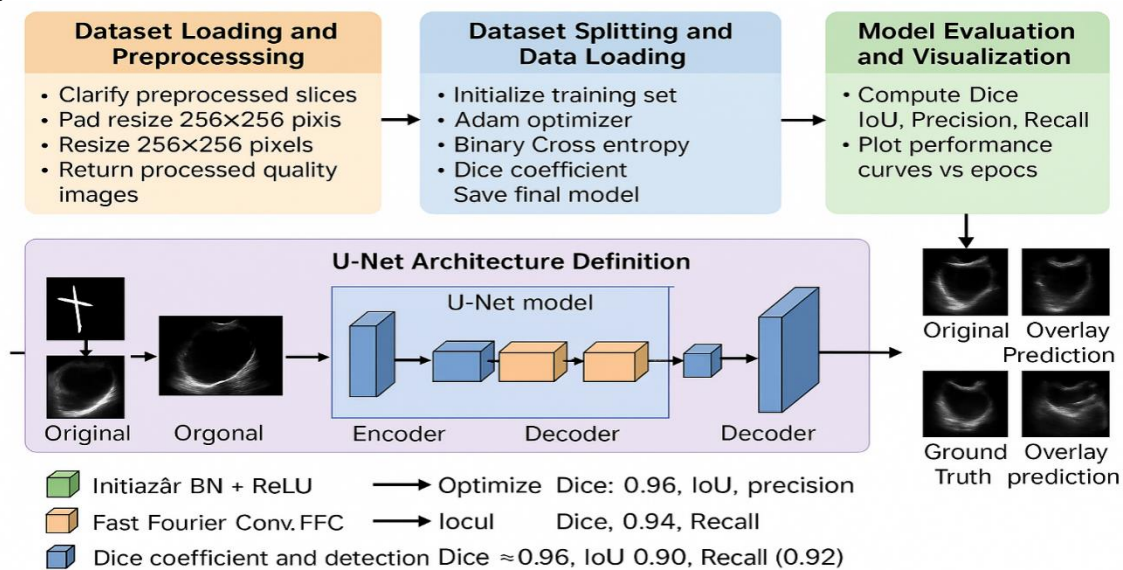 Dataset Loading and
Preprocesssing
• Clarify preprocessed slices
• Pad resize 256×256 pixis
• Resize 256×256 pixels
• Return processed quality
images
Dataset Splitting and
Data Loading
• Initialize training set
• Adam optimizer
• Binary Cross entropy
• Dice coefficient
Save final model
Model Evaluation
and Visualization
• Compute Dice
IoU, Precision, Recall
• Plot performance
curves vs epocs
U-Net Architecture Definition
U-Net model
Original
Orgonal
Encoder
Decoder
Decoder
Original
Overlay
Prediction
Ground
Truth
Overlay
prediction
Initiazâr BN + ReLU
Optimize Dice: 0.96, IoU, precision
Fast Fourier Conv. FFC
locul Dice, 0.94, Recall
Dice coefficient and detection Dice ≈0.96, IoU 0.90, Recall (0.92)